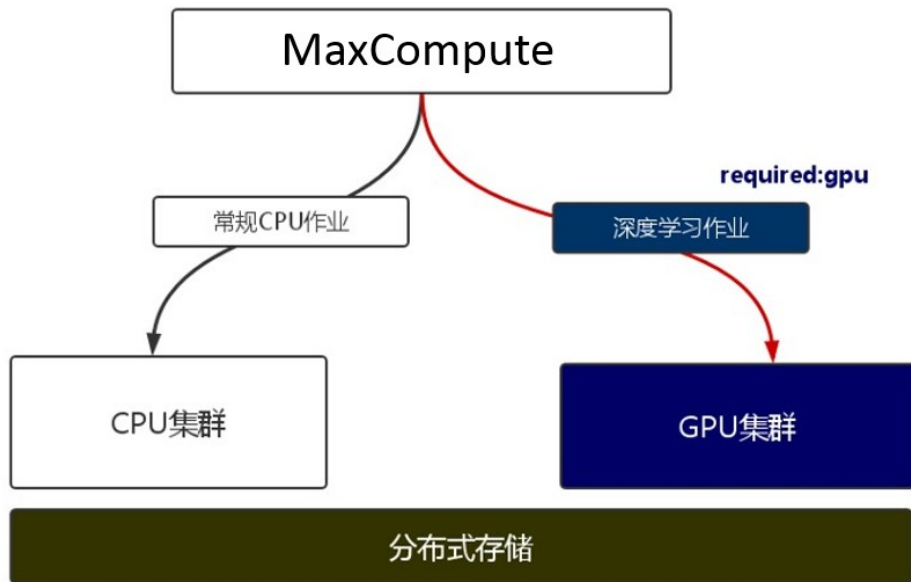 MaxCompute
required:gpu
常规CPU作业
深度学习作业
CPU集群
GPU集群
分布式存储